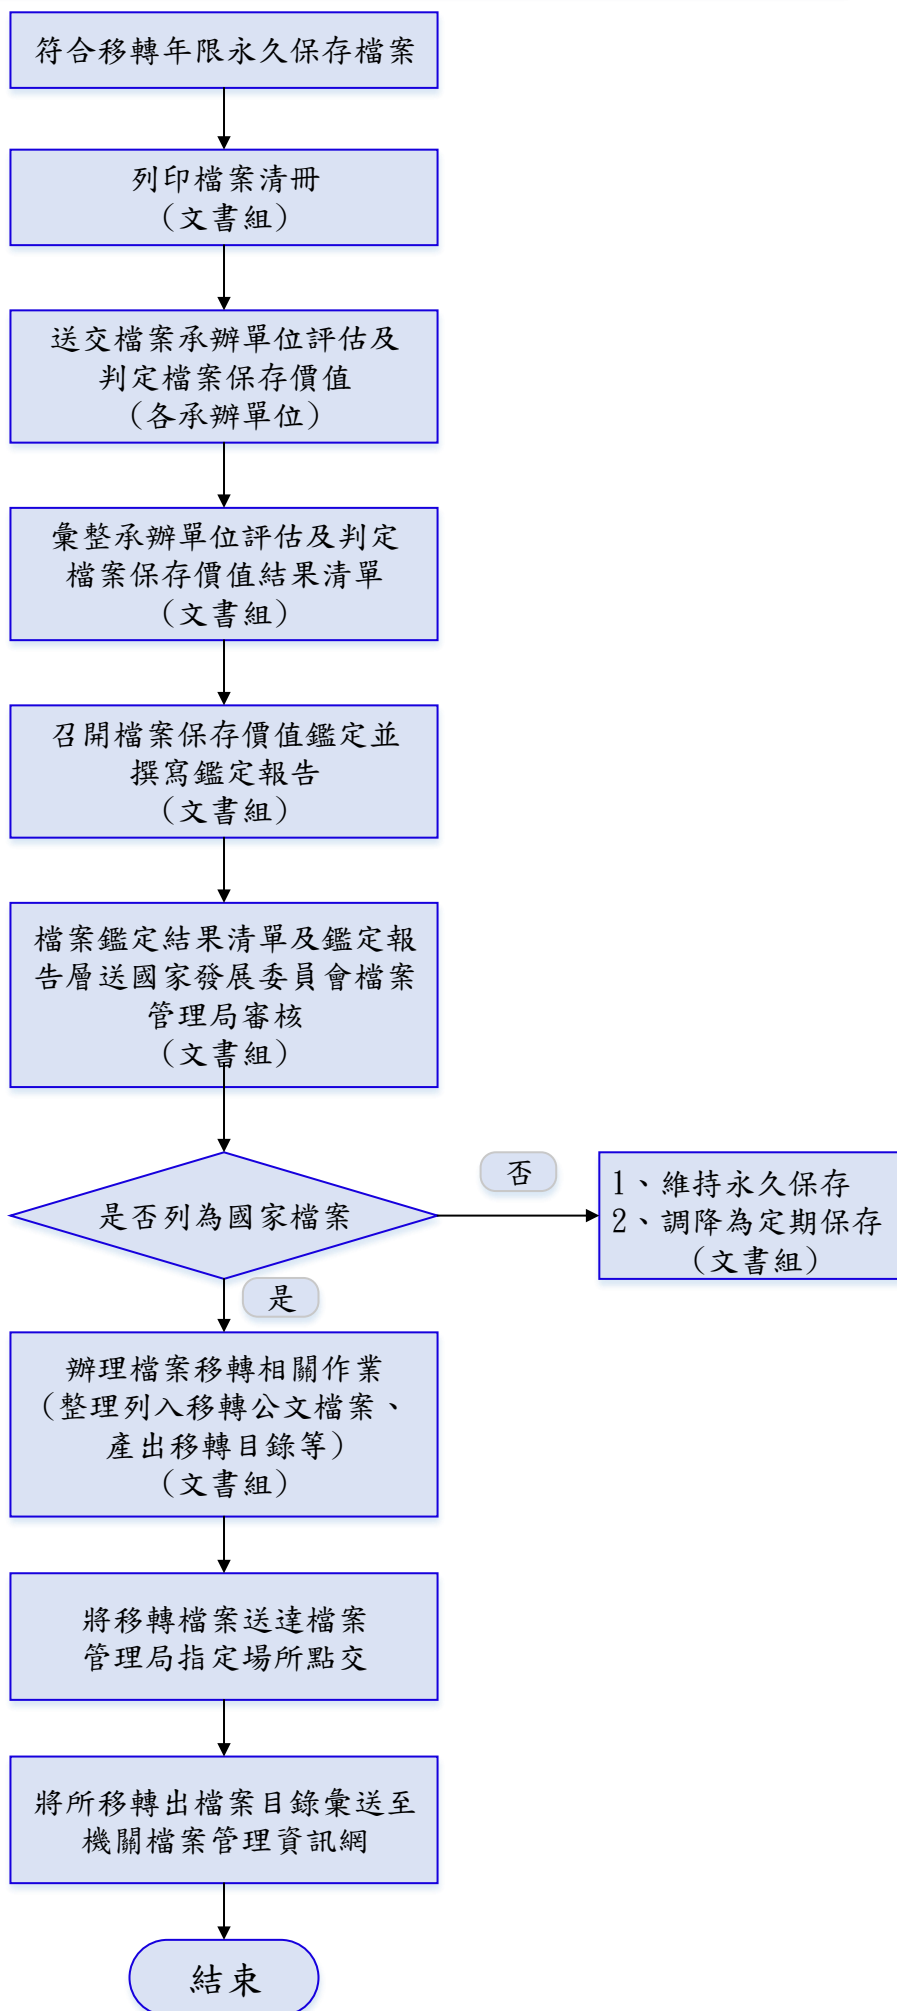 符合移轉年限永久保存檔案
列印檔案清冊
（文書組）
送交檔案承辦單位評估及
判定檔案保存價值
（各承辦單位）
彙整承辦單位評估及判定
檔案保存價值結果清單
（文書組）
召開檔案保存價值鑑定並
撰寫鑑定報告
（文書組）
檔案鑑定結果清單及鑑定報
告層送國家發展委員會檔案
管理局審核
（文書組）
是否列為國家檔案
否
1、維持永久保存
2、調降為定期保存
（文書組）
是
辦理檔案移轉相關作業
（整理列入移轉公文檔案、
產出移轉目錄等）
（文書組）
將移轉檔案送達檔案
管理局指定場所點交
將所移轉出檔案目錄彙送至
機關檔案管理資訊網
結束